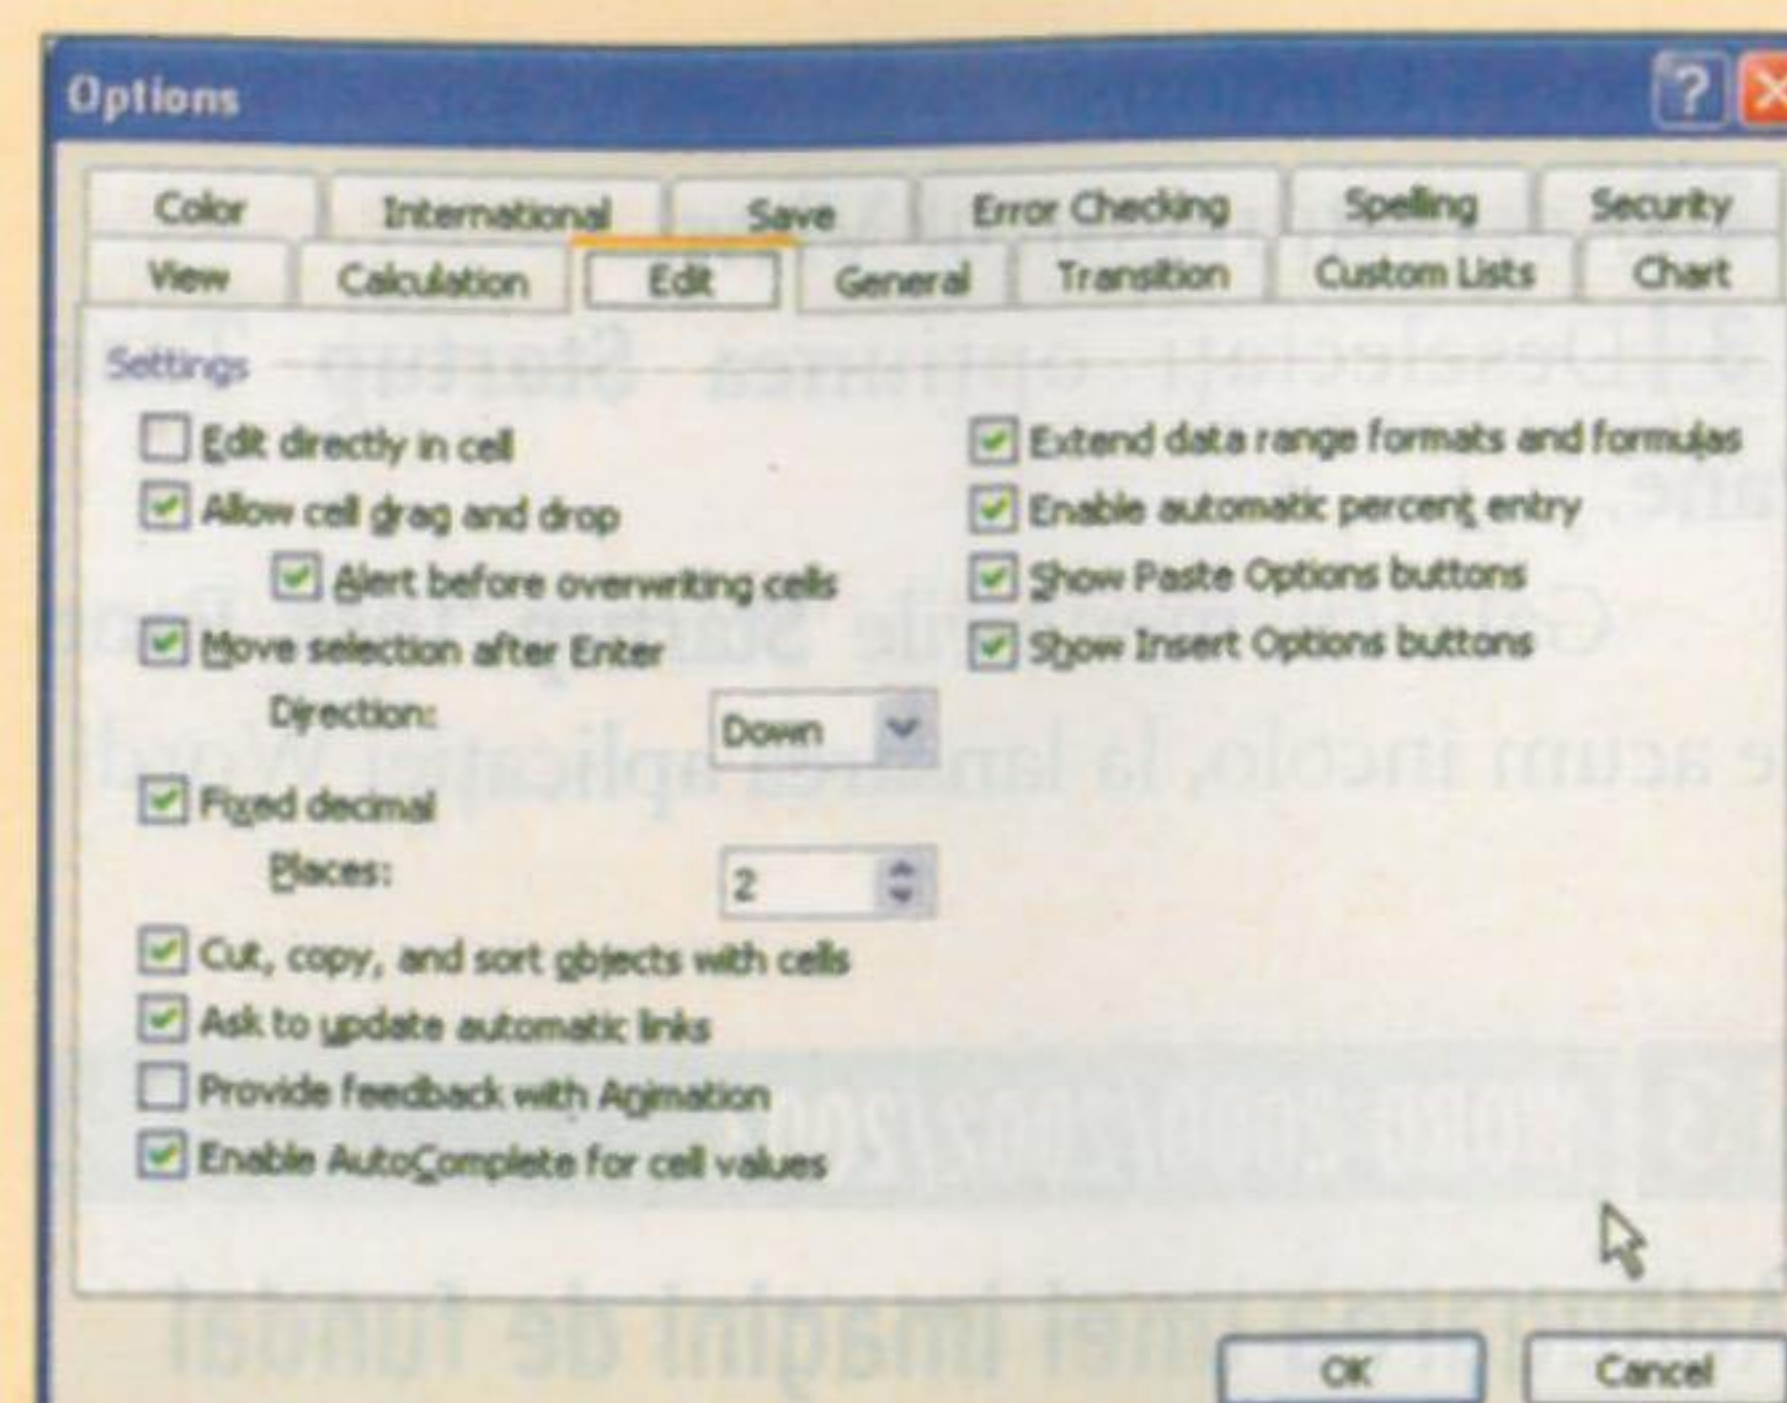 Options
Color International Save Error Checking Spelling Security
View Calculation Edit General Transition Custom Lists Chart
Settings
Edit directly in cell
Allow cell drag and drop
Alert before overwriting cells
Move selection after Enter
Direction: Down
Fixed decimal
Places: 2
Cut, copy, and sort objects with cells
Ask to update automatic links
Provide feedback with Animation
Enable AutoComplete for cell values
Extend data range formats and formulas
Enable automatic percent entry
Show Paste Options buttons
Show Insert Options buttons
OK Cancel